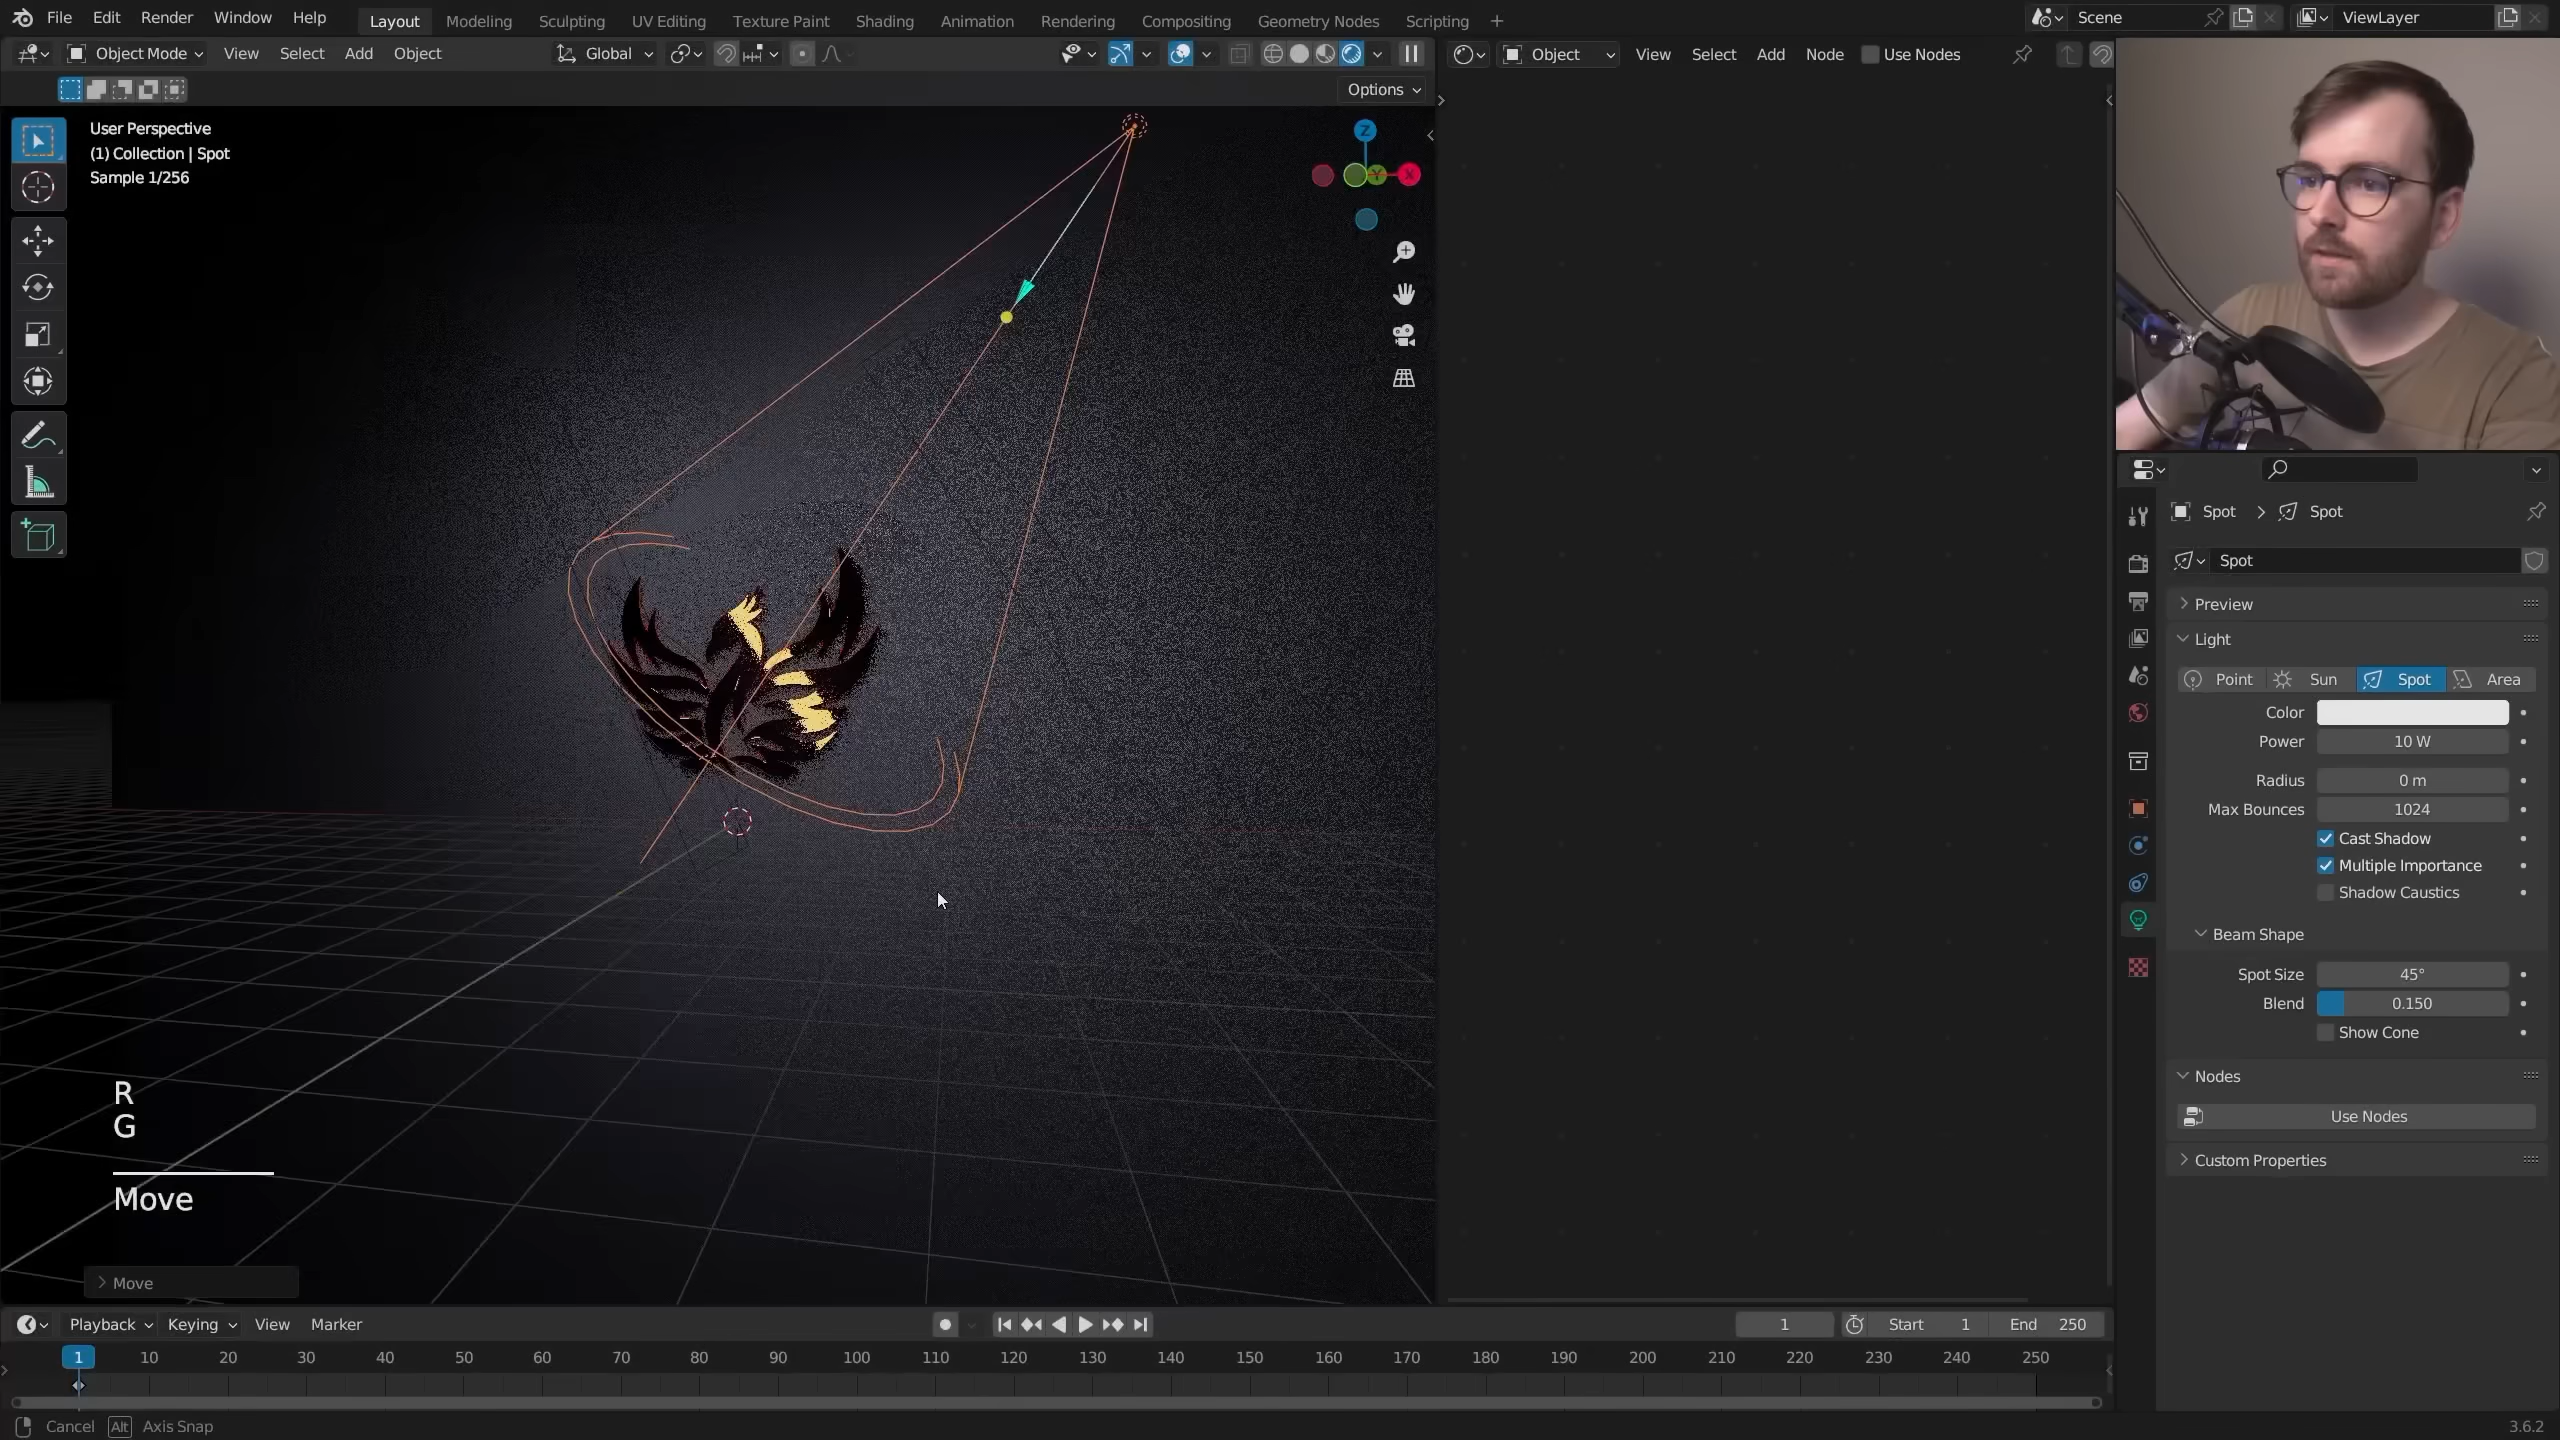 File Edit Render Window Help Layout Modeling Sculpting UV Editing Texture Paint Shading Animation Rendering Compositing Geometry Nodes Scripting + Scene ViewLayer
Object Mode View Select Add Object Global Object View Select Add Node Use Nodes
Options
User Perspective
(1) Collection | Spot
Sample 1/256
Z
Y X
Spot > Spot
Spot
Preview
Light
Point Sun Spot Area
Color
Power 10 W
Radius 0 m
Max Bounces 1024
Cast Shadow
Multiple Importance
Shadow Caustics
Beam Shape
Spot Size 45°
Blend 0.150
Show Cone
Nodes
Use Nodes
Custom Properties
R
G
Move
Move
Playback Keying View Marker 1 Start 1 End 250
1 10 20 30 40 50 60 70 80 90 100 110 120 130 140 150 160 170 180 190 200 210 220 230 240 250
Cancel Alt Axis Snap 3.6.2